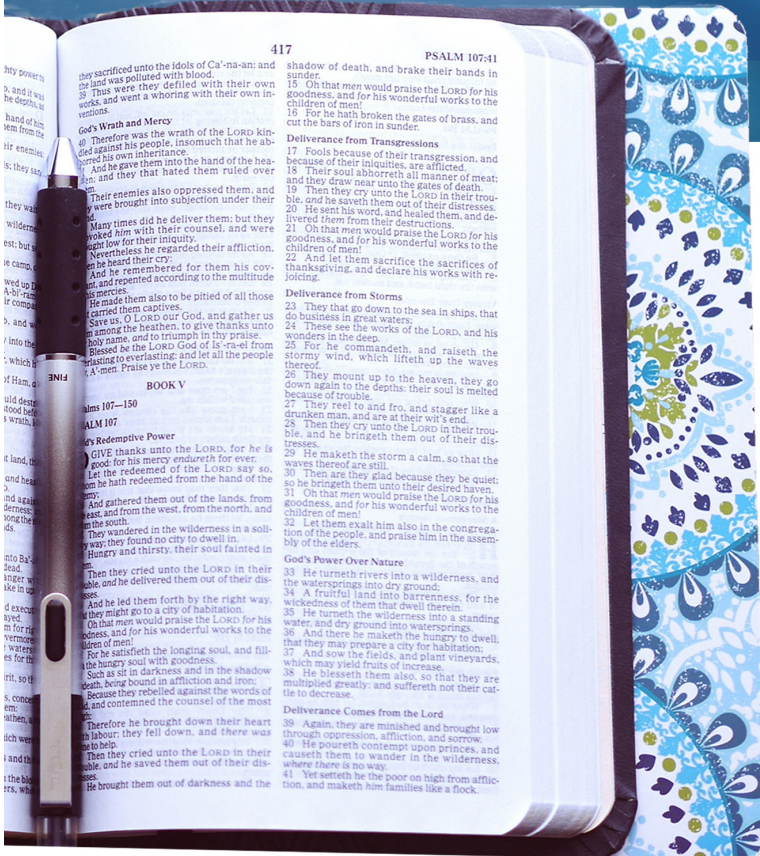 417
PSALM 107:41
hty power to
they sacrificed unto the idols of Ca'-na-an: and
the land was polluted with blood.
39 Thus were they defiled with their own
works, and went a whoring with their own in-
ventions.
God's Wrath and Mercy
40 Therefore was the wrath of the LORD kin-
dled against his people, insomuch that he ab-
horred his own inheritance.
And he gave them into the hand of the hea-
en; and they that hated them ruled over
em.
Their enemies also oppressed them, and
y were brought into subjection under their
nd.
Many times did he deliver them; but they
voked him with their counsel, and were
ught low for their iniquity.
Nevertheless he regarded their affliction,
en he heard their cry:
And he remembered for them his cov-
ant, and repented according to the multitude
is mercies.
He made them also to be pitied of all those
t carried them captives.
Save us, O LORD our God, and gather us
m among the heathen, to give thanks unto
holy name, and to triumph in thy praise.
Blessed be the LORD God of Is'-ra-el from
erlasting to everlasting: and let all the people
, A'-men. Praise ye the LORD.
BOOK V
alms 107—150
ALM 107
d's Redemptive Power
GIVE thanks unto the LORD, for he is
good: for his mercy endureth for ever.
Let the redeemed of the LORD say so,
om he hath redeemed from the hand of the
emy;
And gathered them out of the lands, from
east, and from the west, from the north, and
m the south.
They wandered in the wilderness in a soli-
y way; they found no city to dwell in.
Hungry and thirsty, their soul fainted in
m.
Then they cried unto the LORD in their
uble, and he delivered them out of their dis-
sses.
And he led them forth by the right way,
t they might go to a city of habitation.
Oh that men would praise the LORD for his
odness, and for his wonderful works to the
ldren of men!
For he satisfieth the longing soul, and fill-
the hungry soul with goodness.
Such as sit in darkness and in the shadow
death, being bound in affliction and iron;
Because they rebelled against the words of
d, and contemned the counsel of the most
gh:
Therefore he brought down their heart
h labour; they fell down, and there was
ne to help.
Then they cried unto the LORD in their
uble, and he saved them out of their dis-
sses.
He brought them out of darkness and the
shadow of death, and brake their bands in
sunder.
15 Oh that men would praise the LORD for his
goodness, and for his wonderful works to the
children of men!
16 For he hath broken the gates of brass, and
cut the bars of iron in sunder.
Deliverance from Transgressions
17 Fools because of their transgression, and
because of their iniquities, are afflicted.
18 Their soul abhorreth all manner of meat;
and they draw near unto the gates of death.
19 Then they cry unto the LORD in their trou-
ble, and he saveth them out of their distresses.
20 He sent his word, and healed them, and de-
livered them from their destructions.
21 Oh that men would praise the LORD for his
goodness, and for his wonderful works to the
children of men!
22 And let them sacrifice the sacrifices of
thanksgiving, and declare his works with re-
joicing.
Deliverance from Storms
23 They that go down to the sea in ships, that
do business in great waters;
24 These see the works of the LORD, and his
wonders in the deep.
25 For he commandeth, and raiseth the
stormy wind, which lifteth up the waves
thereof.
26 They mount up to the heaven, they go
down again to the depths: their soul is melted
because of trouble.
27 They reel to and fro, and stagger like a
drunken man, and are at their wit's end.
28 Then they cry unto the LORD in their trou-
ble, and he bringeth them out of their dis-
tresses.
29 He maketh the storm a calm, so that the
waves thereof are still.
30 Then are they glad because they be quiet;
so he bringeth them unto their desired haven.
31 Oh that men would praise the LORD for his
goodness, and for his wonderful works to the
children of men!
32 Let them exalt him also in the congrega-
tion of the people, and praise him in the assem-
bly of the elders.
God's Power Over Nature
33 He turneth rivers into a wilderness, and
the watersprings into dry ground;
34 A fruitful land into barrenness, for the
wickedness of them that dwell therein.
35 He turneth the wilderness into a standing
water, and dry ground into watersprings.
36 And there he maketh the hungry to dwell,
that they may prepare a city for habitation;
37 And sow the fields, and plant vineyards,
which may yield fruits of increase.
38 He blesseth them also, so that they are
multiplied greatly; and suffereth not their cat-
tle to decrease.
Deliverance Comes from the Lord
39 Again, they are minished and brought low
through oppression, affliction, and sorrow.
40 He poureth contempt upon princes, and
causeth them to wander in the wilderness,
where there is no way.
41 Yet setteth he the poor on high from afflic-
tion, and maketh him families like a flock.
FINE